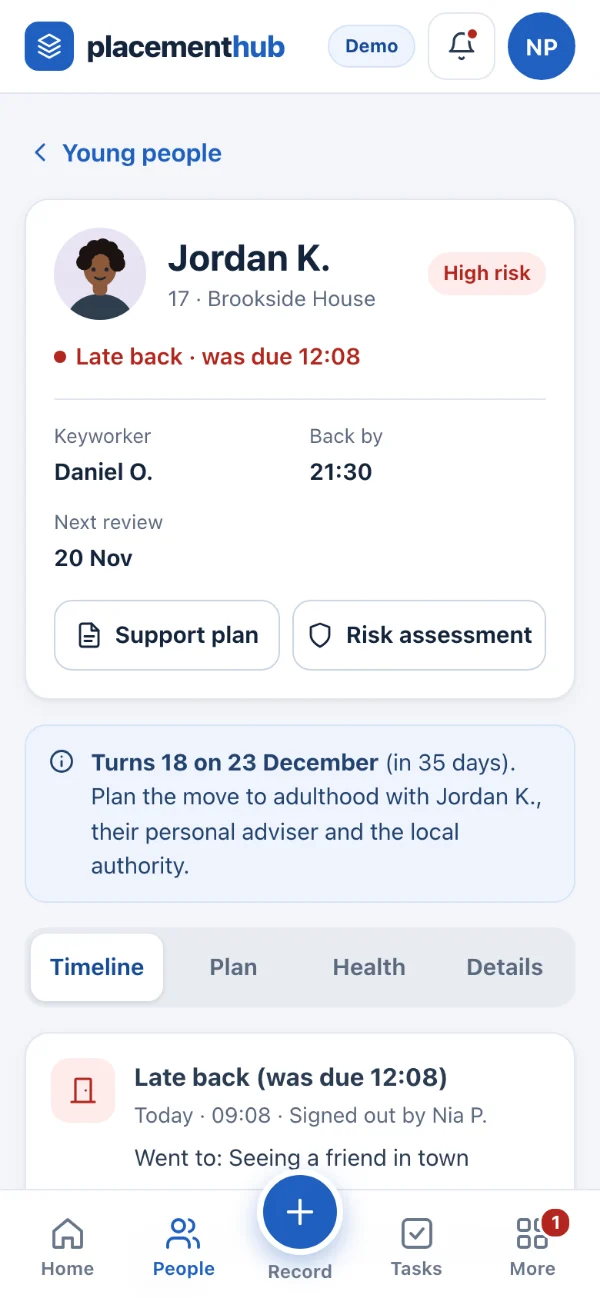 placementhub
Demo
NP
Young people
Jordan K.
17 · Brookside House
High risk
Late back · was due 12:08
Keyworker
Daniel O.
Back by
21:30
Next review
20 Nov
Support plan
Risk assessment
Turns 18 on 23 December (in 35 days).
Plan the move to adulthood with Jordan K.,
their personal adviser and the local
authority.
Timeline
Plan
Health
Details
Late back (was due 12:08)
Today · 09:08 · Signed out by Nia P.
Went to: Seeing a friend in town
Home
People
Record
Tasks
1
More